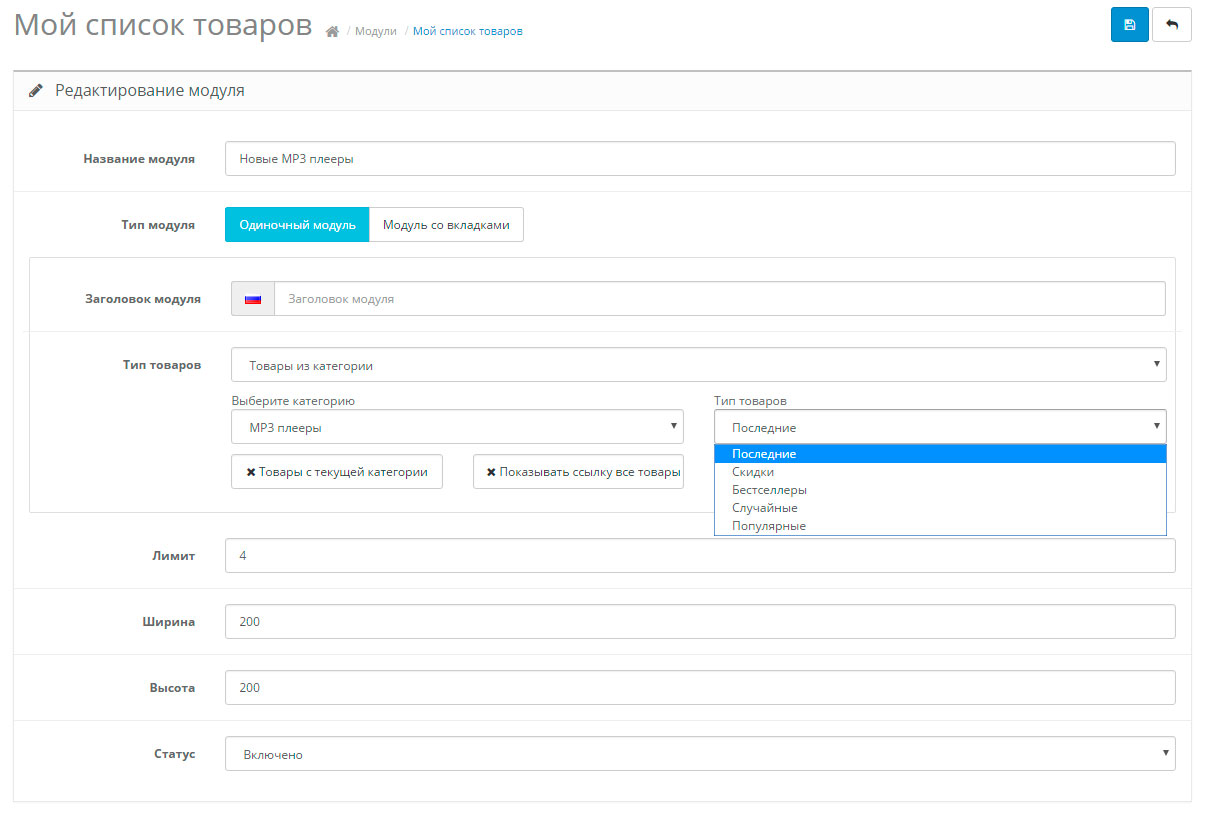 Мой список товаров / Модули / Мой список товаров
Редактирование модуля
Название модуля Новые МРЗ плееры
Тип модуля Одиночный модуль Модуль со вкладками
Заголовок модуля Заголовок модуля
Тип товаров Товары из категории
Выберите категорию Тип товаров
МРЗ плееры Последние
Товары с текущей категории Показывать ссылку все товары
Последние
Скидки
Бестселлеры
Случайные
Популярные
Лимит 4
Ширина 200
Высота 200
Статус Включено